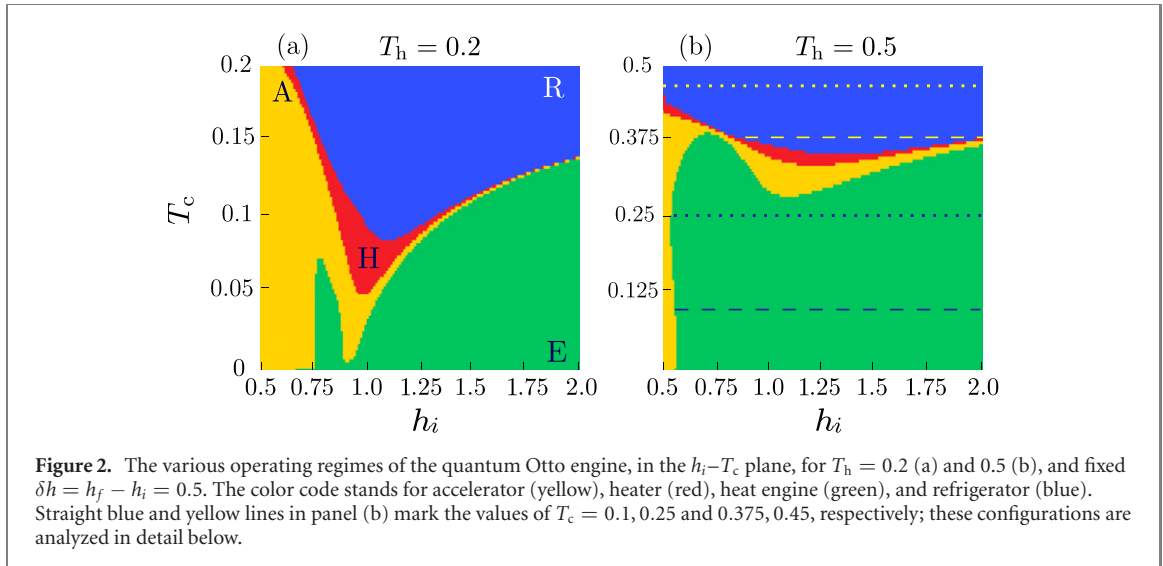 (a) T_h = 0.2
(b) T_h = 0.5
0.2
0.15
0.1
0.05
0
T_c
A
R
H
E
0.5 0.75 1.0 1.25 1.5 1.75 2.0
h_i
0.5
0.375
0.25
0.125
0.5 0.75 1.0 1.25 1.5 1.75 2.0
h_i
Figure 2. The various operating regimes of the quantum Otto engine, in the h_i–T_c plane, for T_h = 0.2 (a) and 0.5 (b), and fixed
δh = h_f − h_i = 0.5. The color code stands for accelerator (yellow), heater (red), heat engine (green), and refrigerator (blue).
Straight blue and yellow lines in panel (b) mark the values of T_c = 0.1, 0.25 and 0.375, 0.45, respectively; these configurations are
analyzed in detail below.